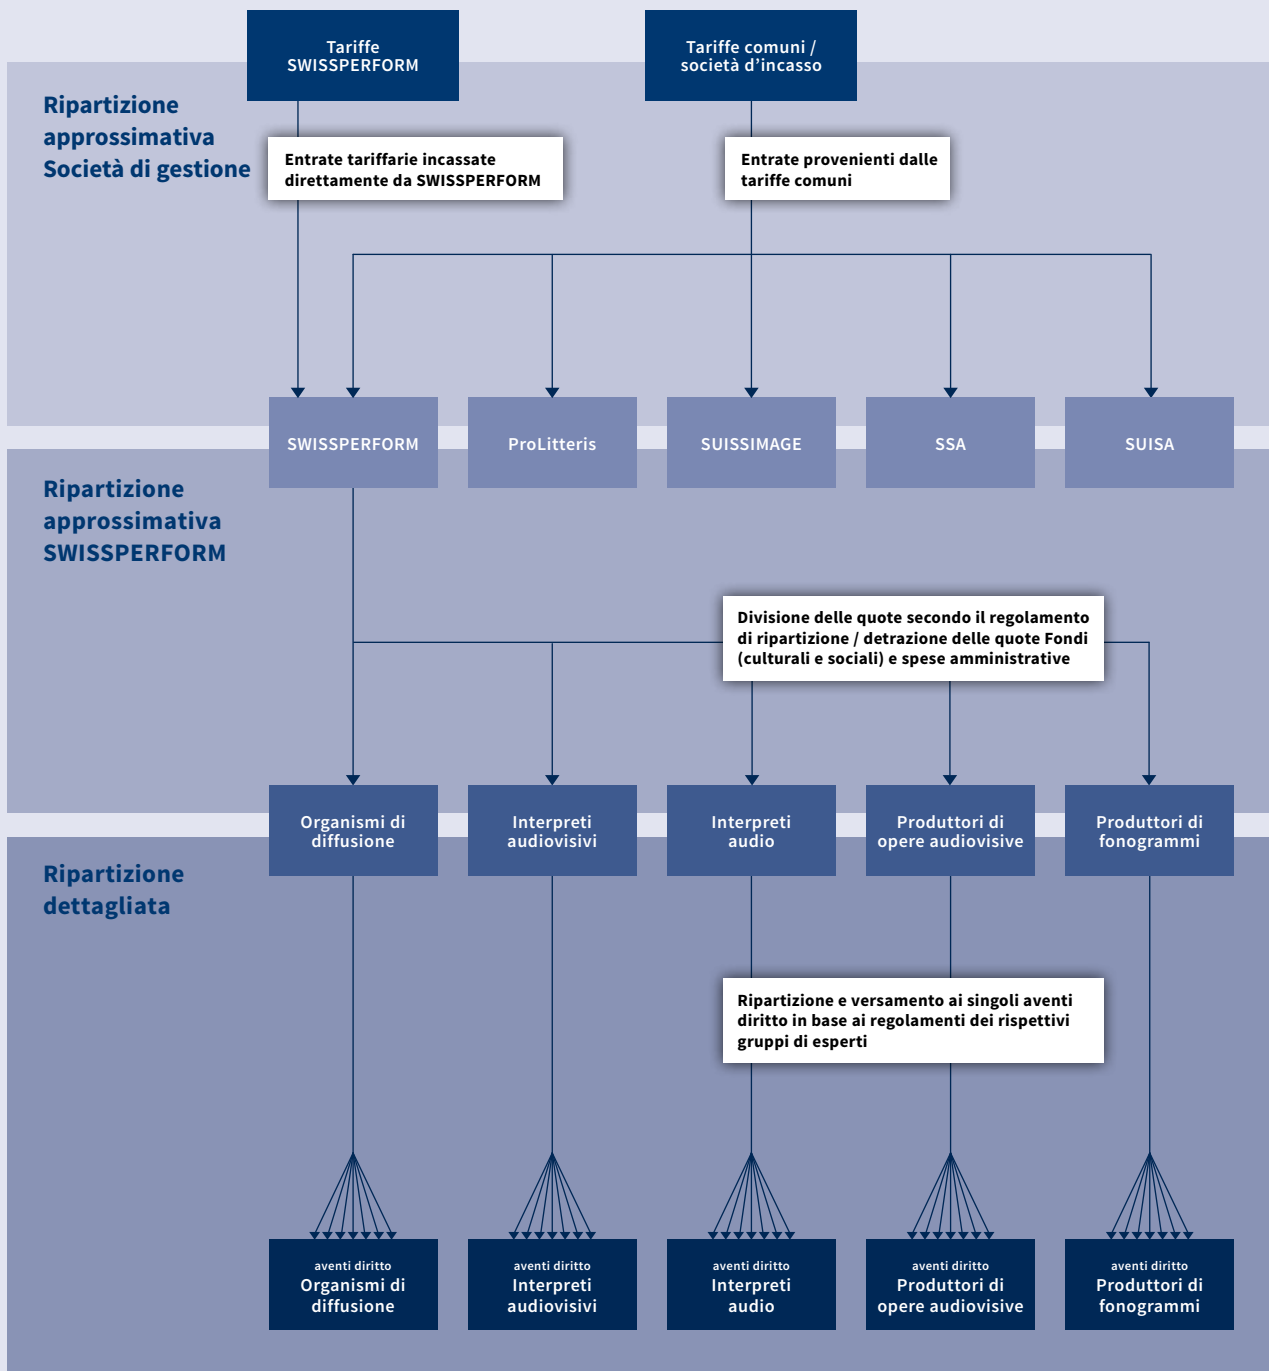 Tariffe
SWISSPERFORM
Tariffe comuni /
società d’incasso
Ripartizione
approssimativa
Società di gestione
Entrate tariffarie incassate
direttamente da SWISSPERFORM
Entrate provenienti dalle
tariffe comuni
SWISSPERFORM
ProLitteris
SUISSIMAGE
SSA
SUISA
Ripartizione
approssimativa
SWISSPERFORM
Divisione delle quote secondo il regolamento
di ripartizione / detrazione delle quote Fondi
(culturali e sociali) e spese amministrative
Organismi di
diffusione
Interpreti
audiovisivi
Interpreti
audio
Produttori di
opere audiovisive
Produttori di
fonogrammi
Ripartizione
dettagliata
Ripartizione e versamento ai singoli aventi
diritto in base ai regolamenti dei rispettivi
gruppi di esperti
aventi diritto
Organismi di
diffusione
aventi diritto
Interpreti
audiovisivi
aventi diritto
Interpreti
audio
aventi diritto
Produttori di
opere audiovisive
aventi diritto
Produttori di
fonogrammi